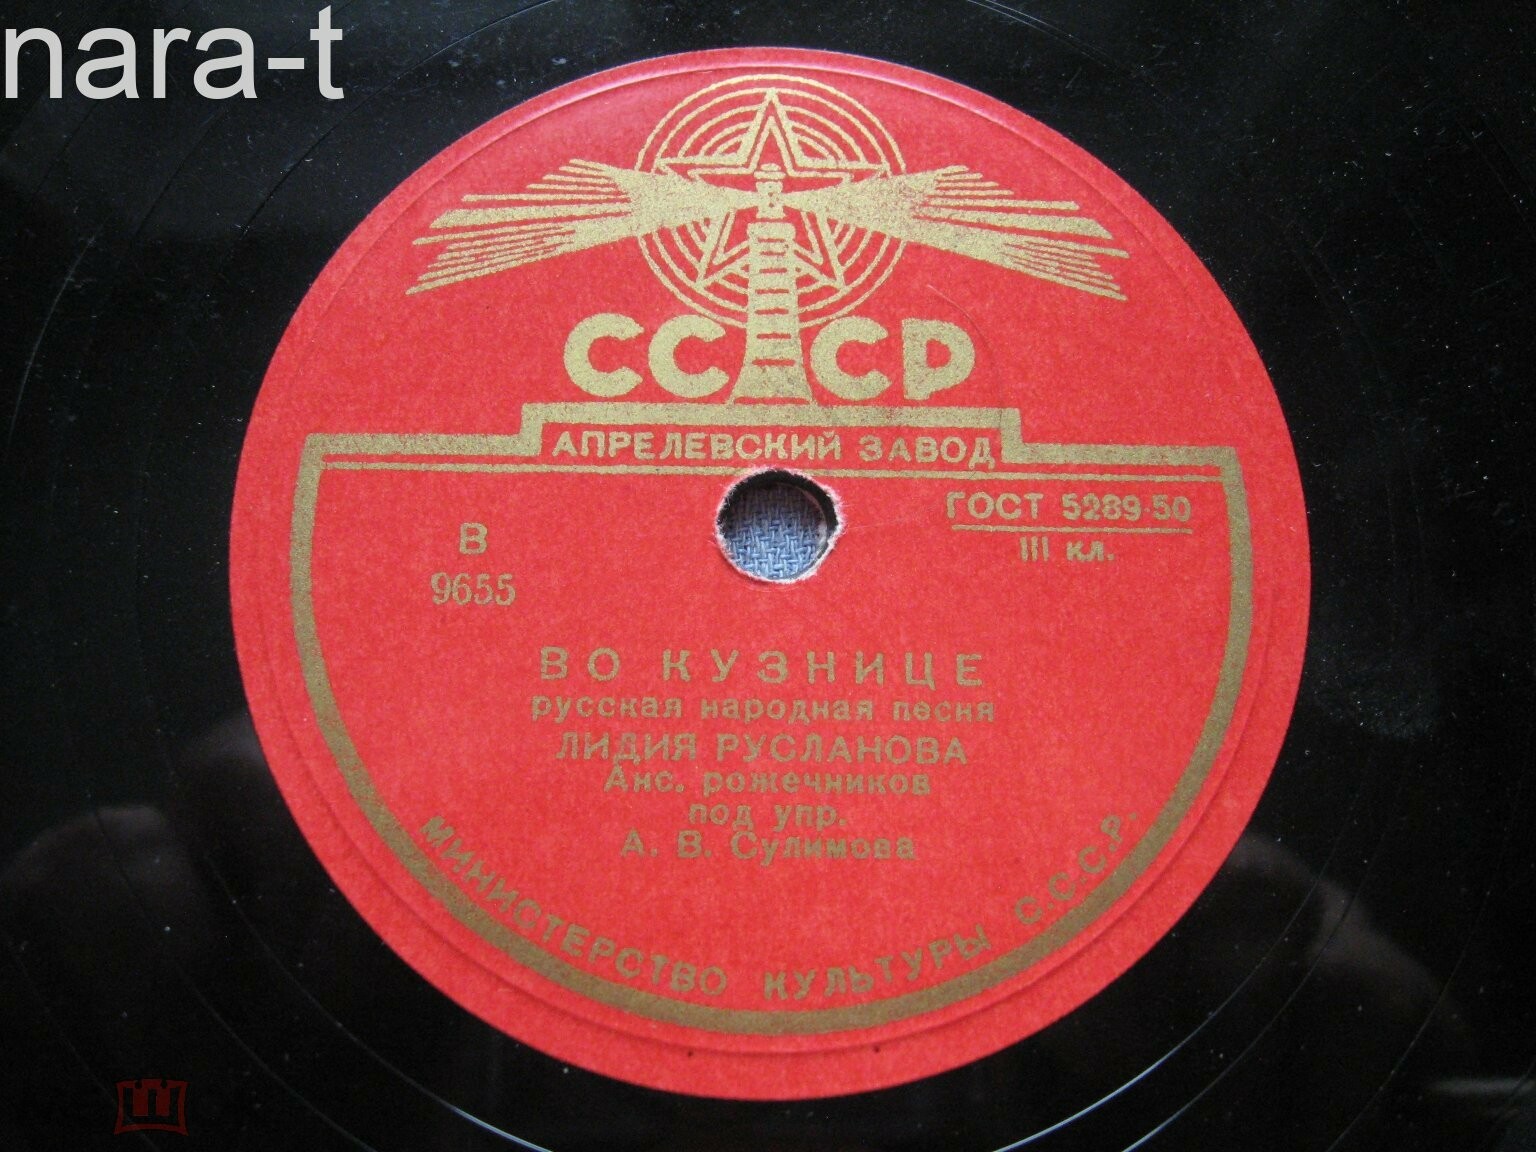 nara-t
СССР
АПРЕЛЕВСКИЙ ЗАВОД
ГОСТ 5289-50
III кл.
В
9655
ВО КУЗНИЦЕ
русская народная песня
ЛИДИЯ РУСЛАНОВА
Анс. рожечников
под упр.
А. В. Сулимова
МИНИСТЕРСТВО КУЛЬТУРЫ С.С.С.Р.